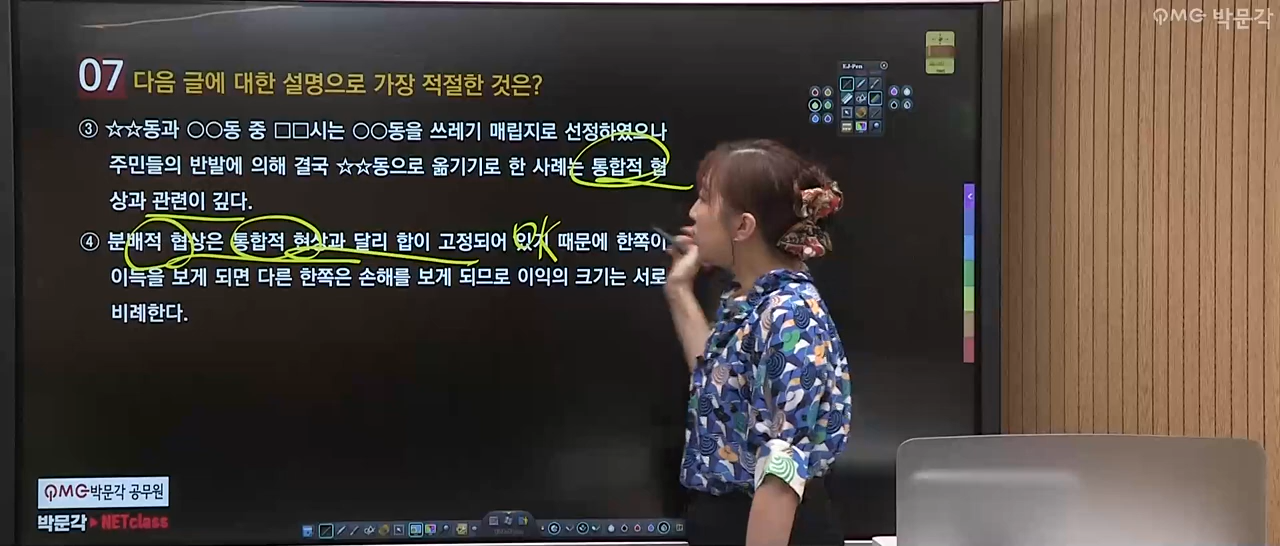 PMG 박문각
07 다음 글에 대한 설명으로 가장 적절한 것은?
③ ☆☆동과 ○○동 중 □□시는 ○○동을 쓰레기 매립지로 선정하였으나
주민들의 반발에 의해 결국 ☆☆동으로 옮기기로 한 사례는 통합적 협
상과 관련이 깊다.
④ 분배적 협상은 통합적 협상과 달리 합이 고정되어 있기 때문에 한쪽이
이득을 보게 되면 다른 한쪽은 손해를 보게 되므로 이익의 크기는 서로
비례한다.
PMG 박문각 공무원
박문각 ▶ NETclass